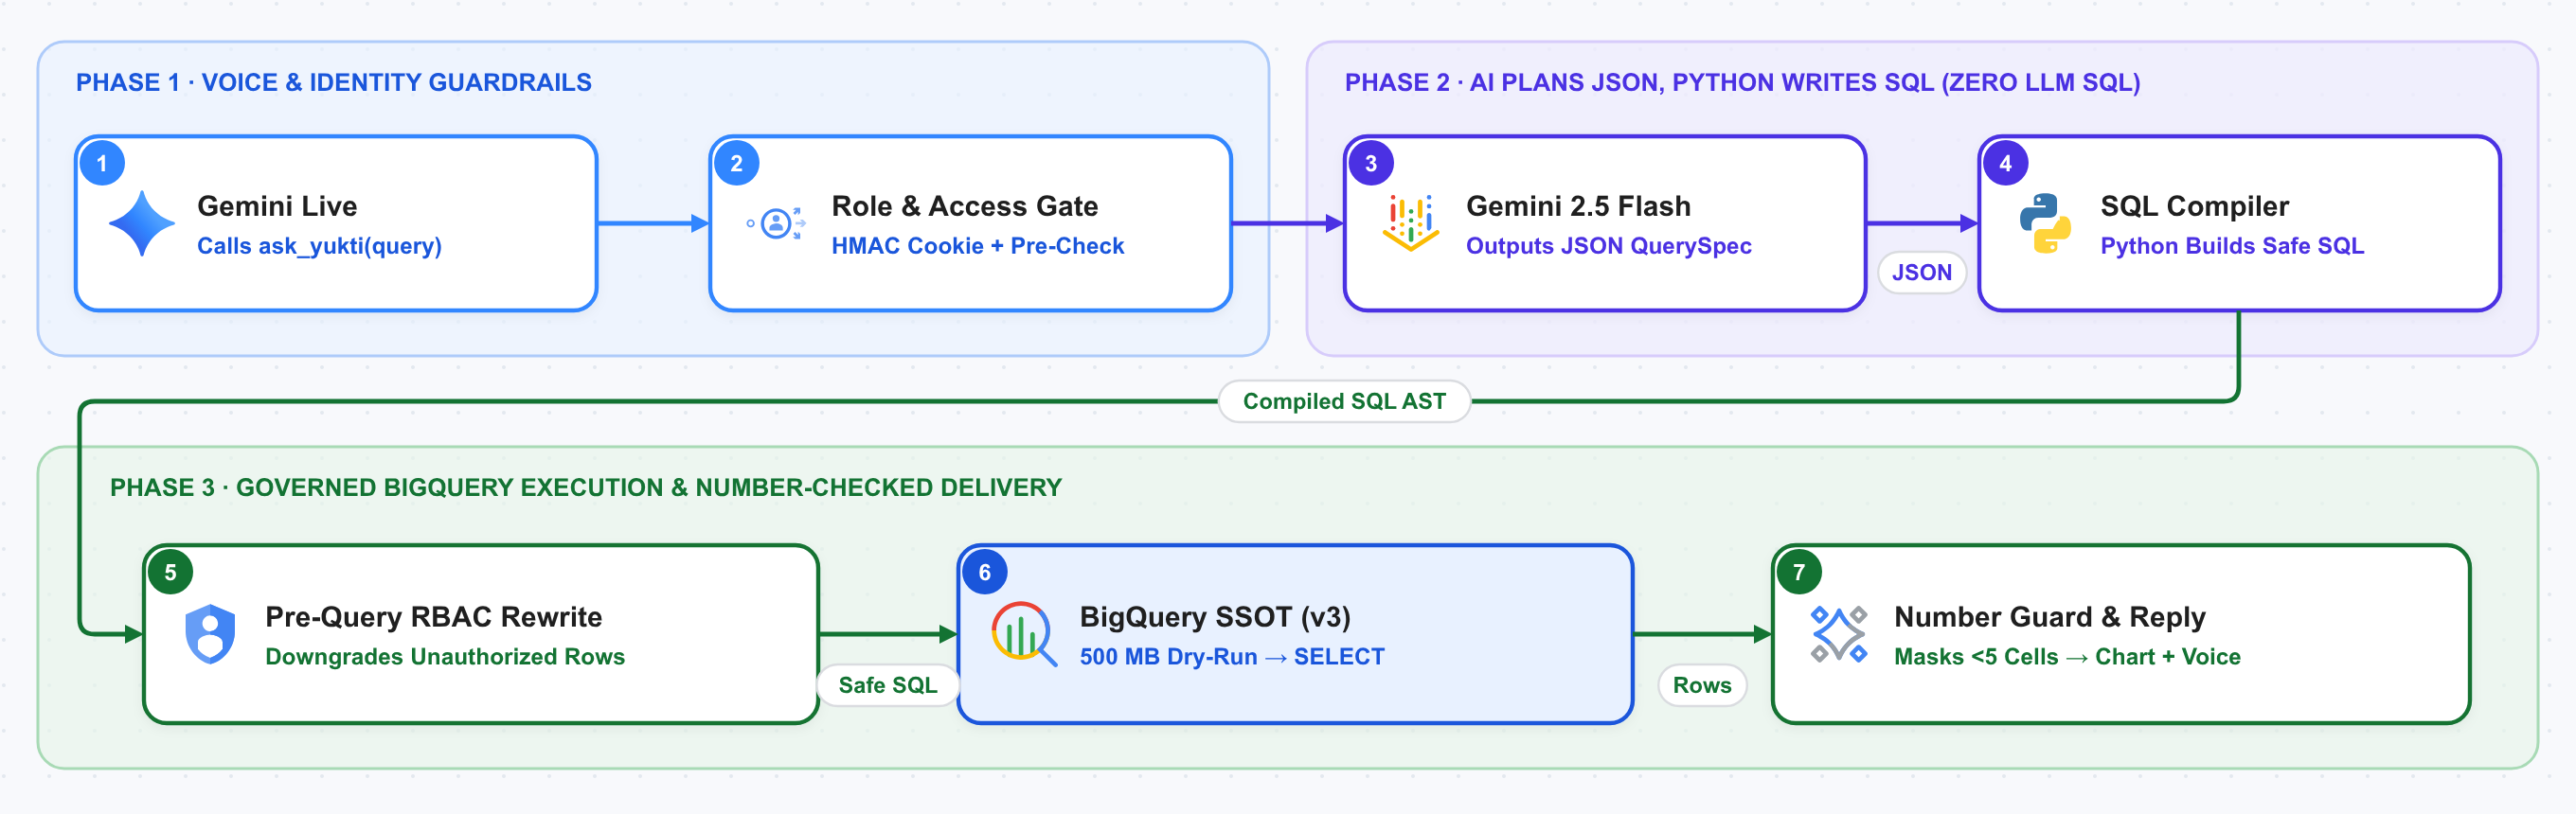 PHASE 1 · VOICE & IDENTITY GUARDRAILS
1
Gemini Live
Calls ask_yukti(query)
2
Role & Access Gate
HMAC Cookie + Pre-Check
PHASE 2 · AI PLANS JSON, PYTHON WRITES SQL (ZERO LLM SQL)
3
Gemini 2.5 Flash
Outputs JSON QuerySpec
JSON
4
SQL Compiler
Python Builds Safe SQL
Compiled SQL AST
PHASE 3 · GOVERNED BIGQUERY EXECUTION & NUMBER-CHECKED DELIVERY
5
Pre-Query RBAC Rewrite
Downgrades Unauthorized Rows
Safe SQL
6
BigQuery SSOT (v3)
500 MB Dry-Run → SELECT
Rows
7
Number Guard & Reply
Masks <5 Cells → Chart + Voice